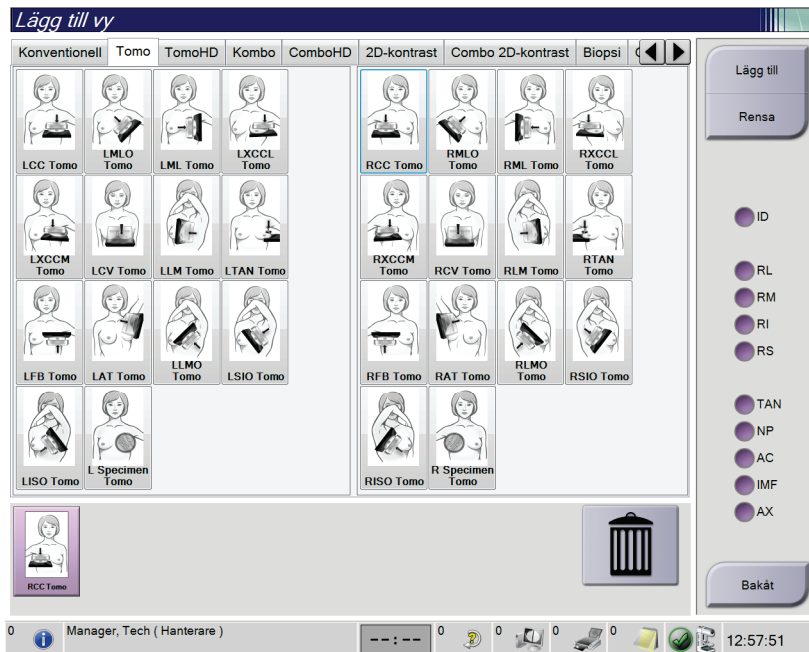 Lägg till vy
Konventionell Tomo TomoHD Kombo ComboHD 2D-kontrast Combo 2D-kontrast Biopsi
LCC Tomo
LMLO
Tomo
LML Tomo
LXCCL
Tomo
RCC Tomo
RMLO
Tomo
RML Tomo
RXCCL
Tomo
LXCCM
Tomo
LCV Tomo
LLM Tomo
LTAN Tomo
RXCCM
Tomo
RCV Tomo
RLM Tomo
RTAN
Tomo
LFB Tomo
LAT Tomo
LLMO
Tomo
LSIO Tomo
RFB Tomo
RAT Tomo
RLMO
Tomo
RSIO Tomo
LISO Tomo
L Specimen
Tomo
RISO Tomo
R Specimen
Tomo
RCC Tomo
Lägg till
Rensa
ID
RL
RM
RI
RS
TAN
NP
AC
IMF
AX
Bakåt
0 Manager, Tech ( Hanterare ) --:-- 0 0 0 0 12:57:51